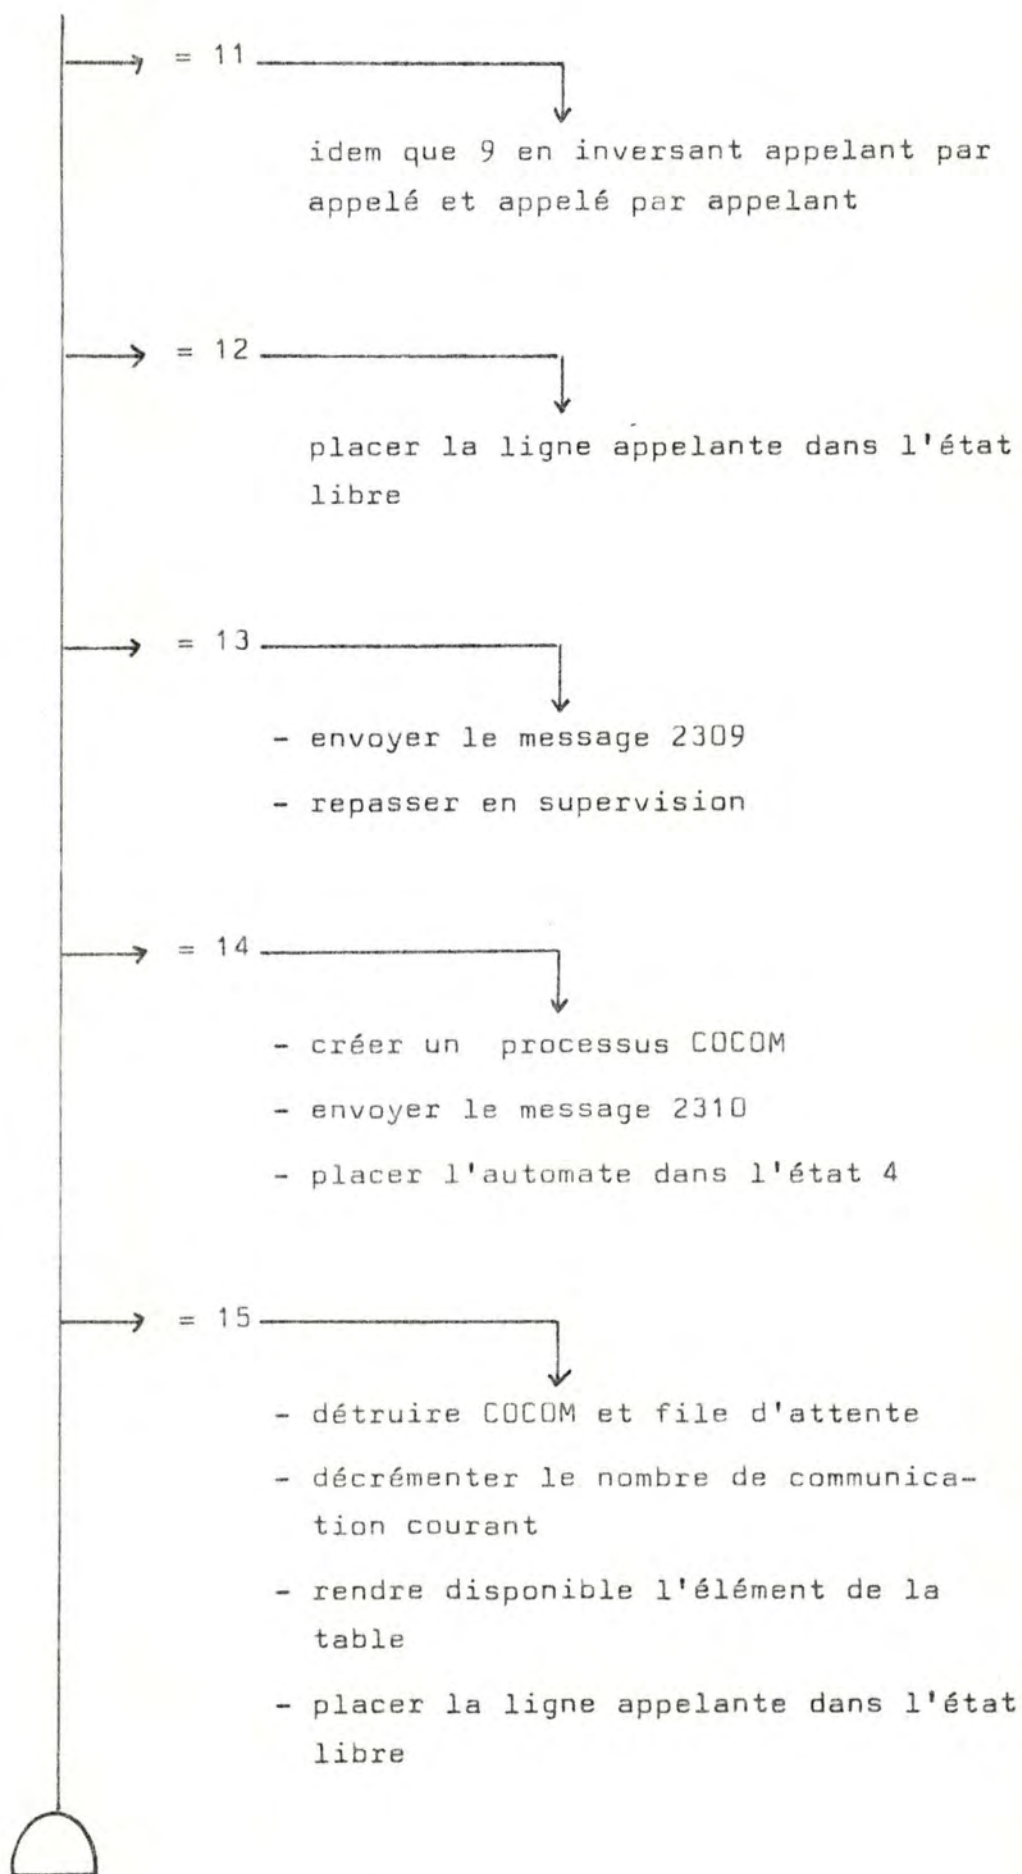 = 11
idem que 9 en inversant appelant par
appelé et appelé par appelant
= 12
placer la ligne appelante dans l'état
libre
= 13
- envoyer le message 2309
- repasser en supervision
= 14
- créer un processus COCOM
- envoyer le message 2310
- placer l'automate dans l'état 4
= 15
- détruire COCOM et file d'attente
- décrémenter le nombre de communica-
tion courant
- rendre disponible l'élément de la
table
- placer la ligne appelante dans l'état
libre